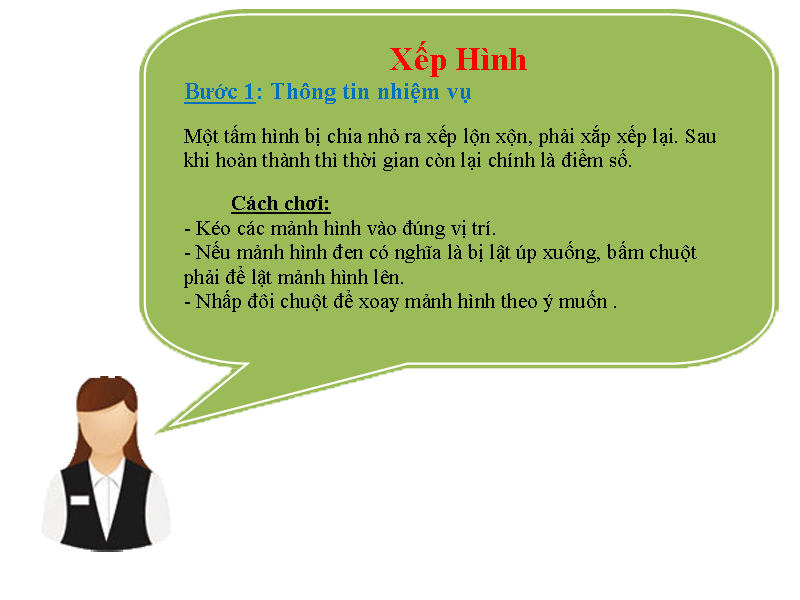 Xếp Hình
Bước 1: Thông tin nhiệm vụ
Một tấm hình bị chia nhỏ ra xếp lộn xộn, phải xắp xếp lại. Sau
khi hoàn thành thì thời gian còn lại chính là điểm số.
Cách chơi:
- Kéo các mảnh hình vào đúng vị trí.
- Nếu mảnh hình đen có nghĩa là bị lật úp xuống, bấm chuột
phải để lật mảnh hình lên.
- Nhấp đôi chuột để xoay mảnh hình theo ý muốn .